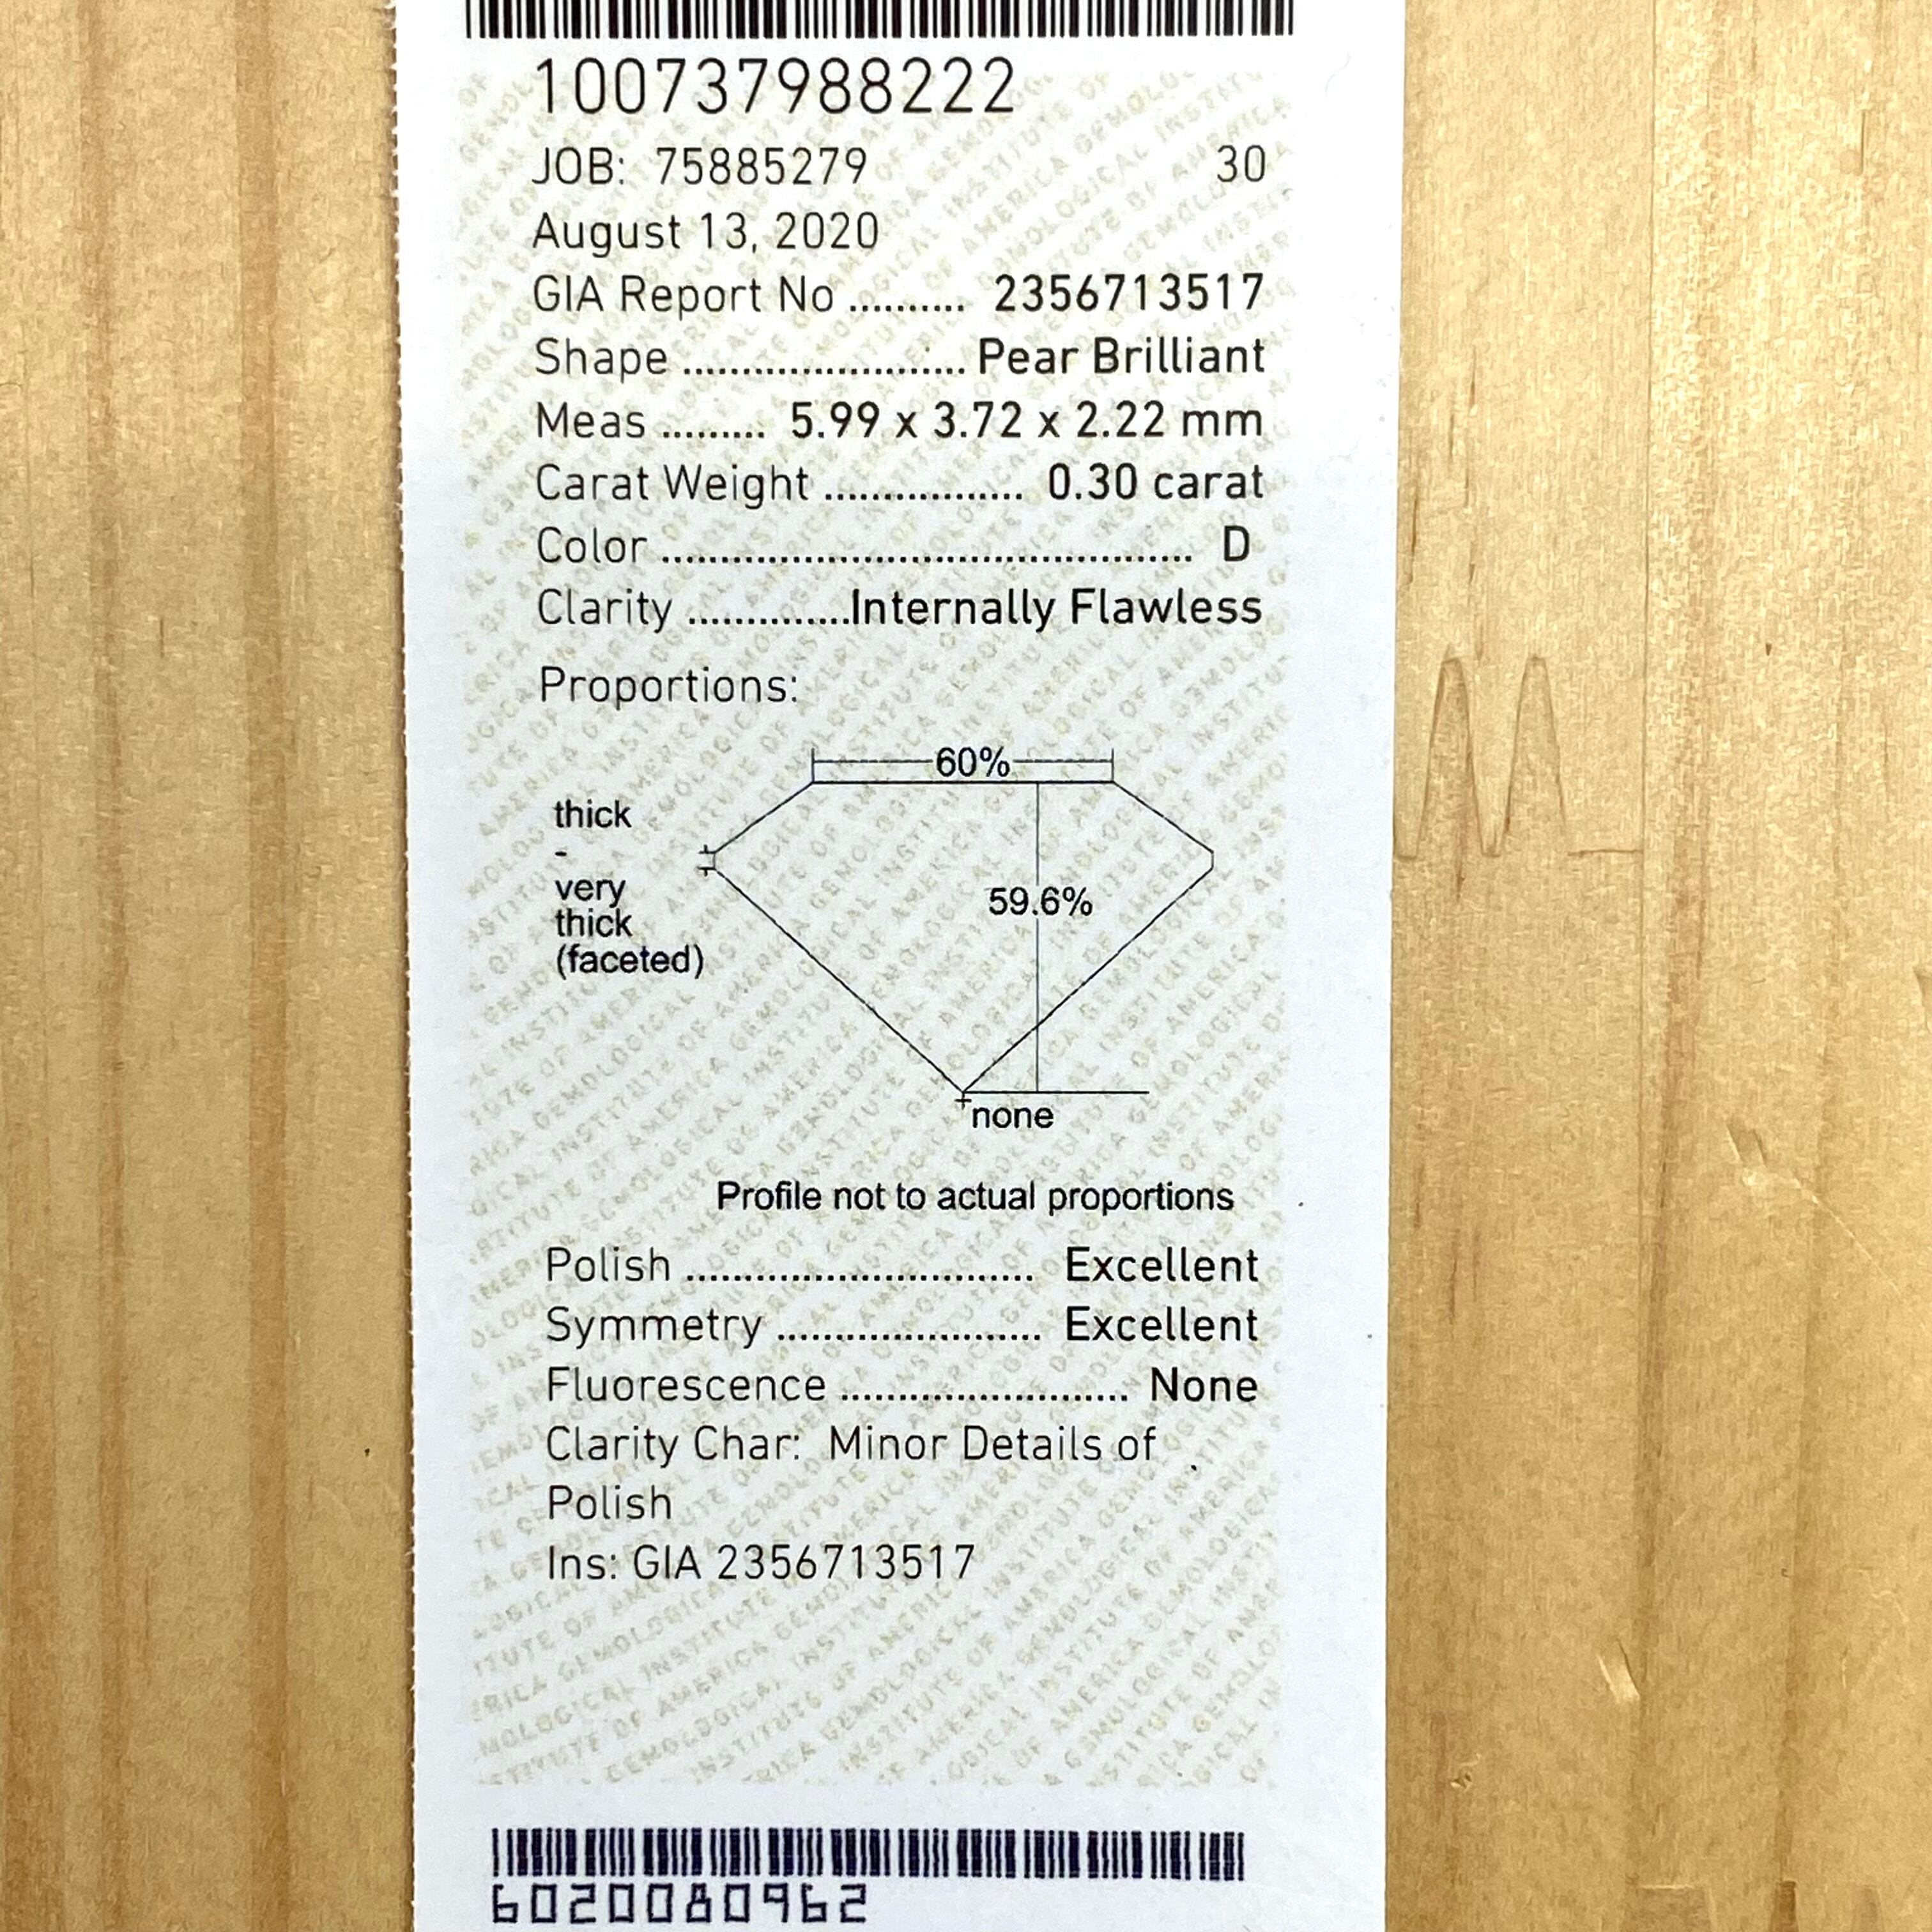 100737988222
JOB: 75885279 30
August 13, 2020
GIA Report No .......... 2356713517
Shape ........................ Pear Brilliant
Meas ......... 5.99 x 3.72 x 2.22 mm
Carat Weight ................. 0.30 carat
Color ............................................. D
Clarity ..............Internally Flawless
Proportions:
60%
thick
-
very
thick
(faceted)
59.6%
none
Profile not to actual proportions
Polish .............................. Excellent
Symmetry ....................... Excellent
Fluorescence ......................... None
Clarity Char: Minor Details of
Polish
Ins: GIA 2356713517
6020080962